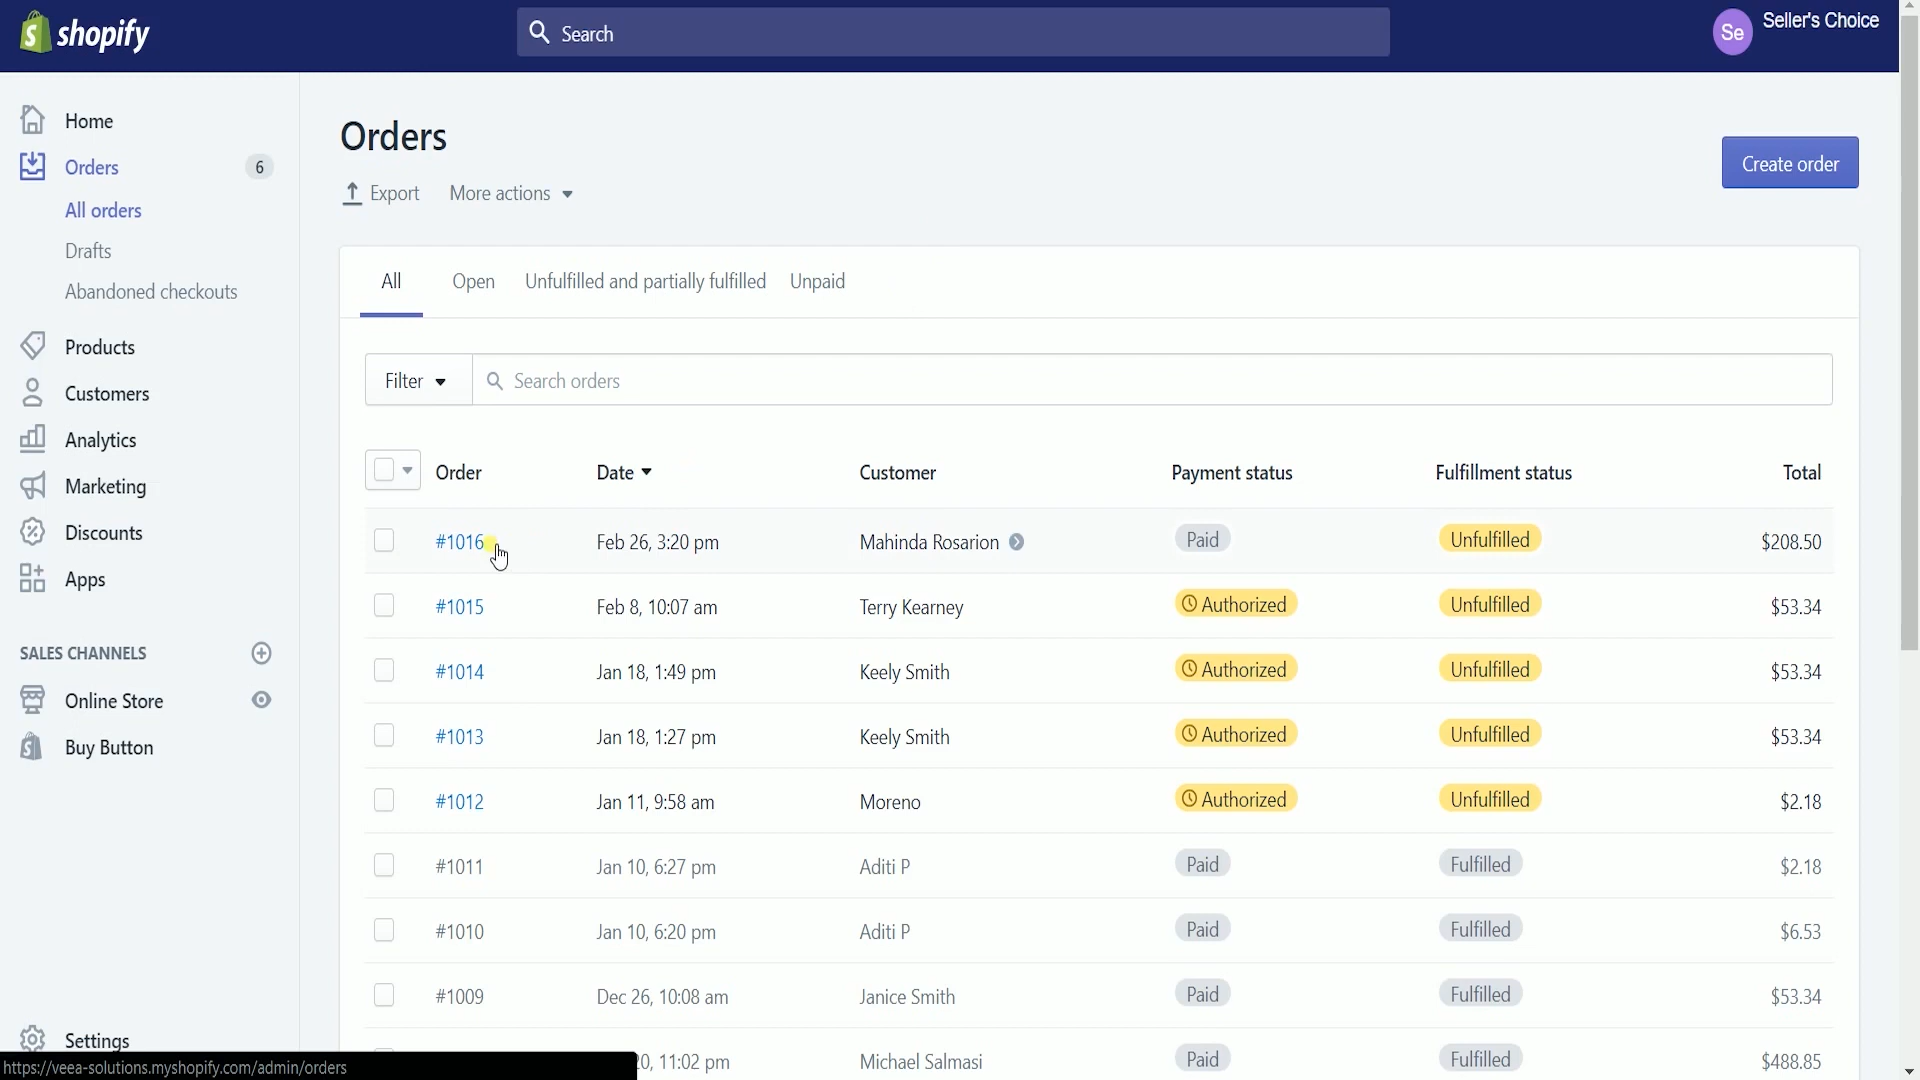 shopify
Search
Se
Seller's Choice
Home
Orders 6
All orders
Drafts
Abandoned checkouts
Products
Customers
Analytics
Marketing
Discounts
Apps
SALES CHANNELS
Online Store
Buy Button
Settings
Orders
Export More actions
Create order
All Open Unfulfilled and partially fulfilled Unpaid
Filter Search orders
Order Date Customer Payment status Fulfillment status Total
#1016 Feb 26, 3:20 pm Mahinda Rosarion Paid Unfulfilled $208.50
#1015 Feb 8, 10:07 am Terry Kearney Authorized Unfulfilled $53.34
#1014 Jan 18, 1:49 pm Keely Smith Authorized Unfulfilled $53.34
#1013 Jan 18, 1:27 pm Keely Smith Authorized Unfulfilled $53.34
#1012 Jan 11, 9:58 am Moreno Authorized Unfulfilled $2.18
#1011 Jan 10, 6:27 pm Aditi P Paid Fulfilled $2.18
#1010 Jan 10, 6:20 pm Aditi P Paid Fulfilled $6.53
#1009 Dec 26, 10:08 am Janice Smith Paid Fulfilled $53.34
20, 11:02 pm Michael Salmasi Paid Fulfilled $488.85
https://veea-solutions.myshopify.com/admin/orders